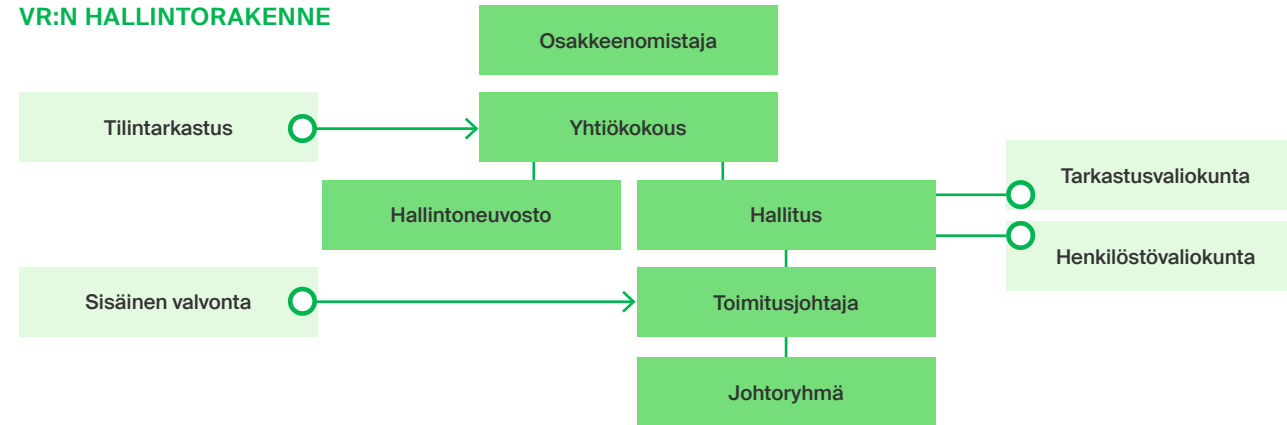 VR:N HALLINTORAKENNE
Osakkeenomistaja
Tilintarkastus
Yhtiökokous
Tarkastusvaliokunta
Hallintoneuvosto
Hallitus
Henkilöstövaliokunta
Sisäinen valvonta
Toimitusjohtaja
Johtoryhmä